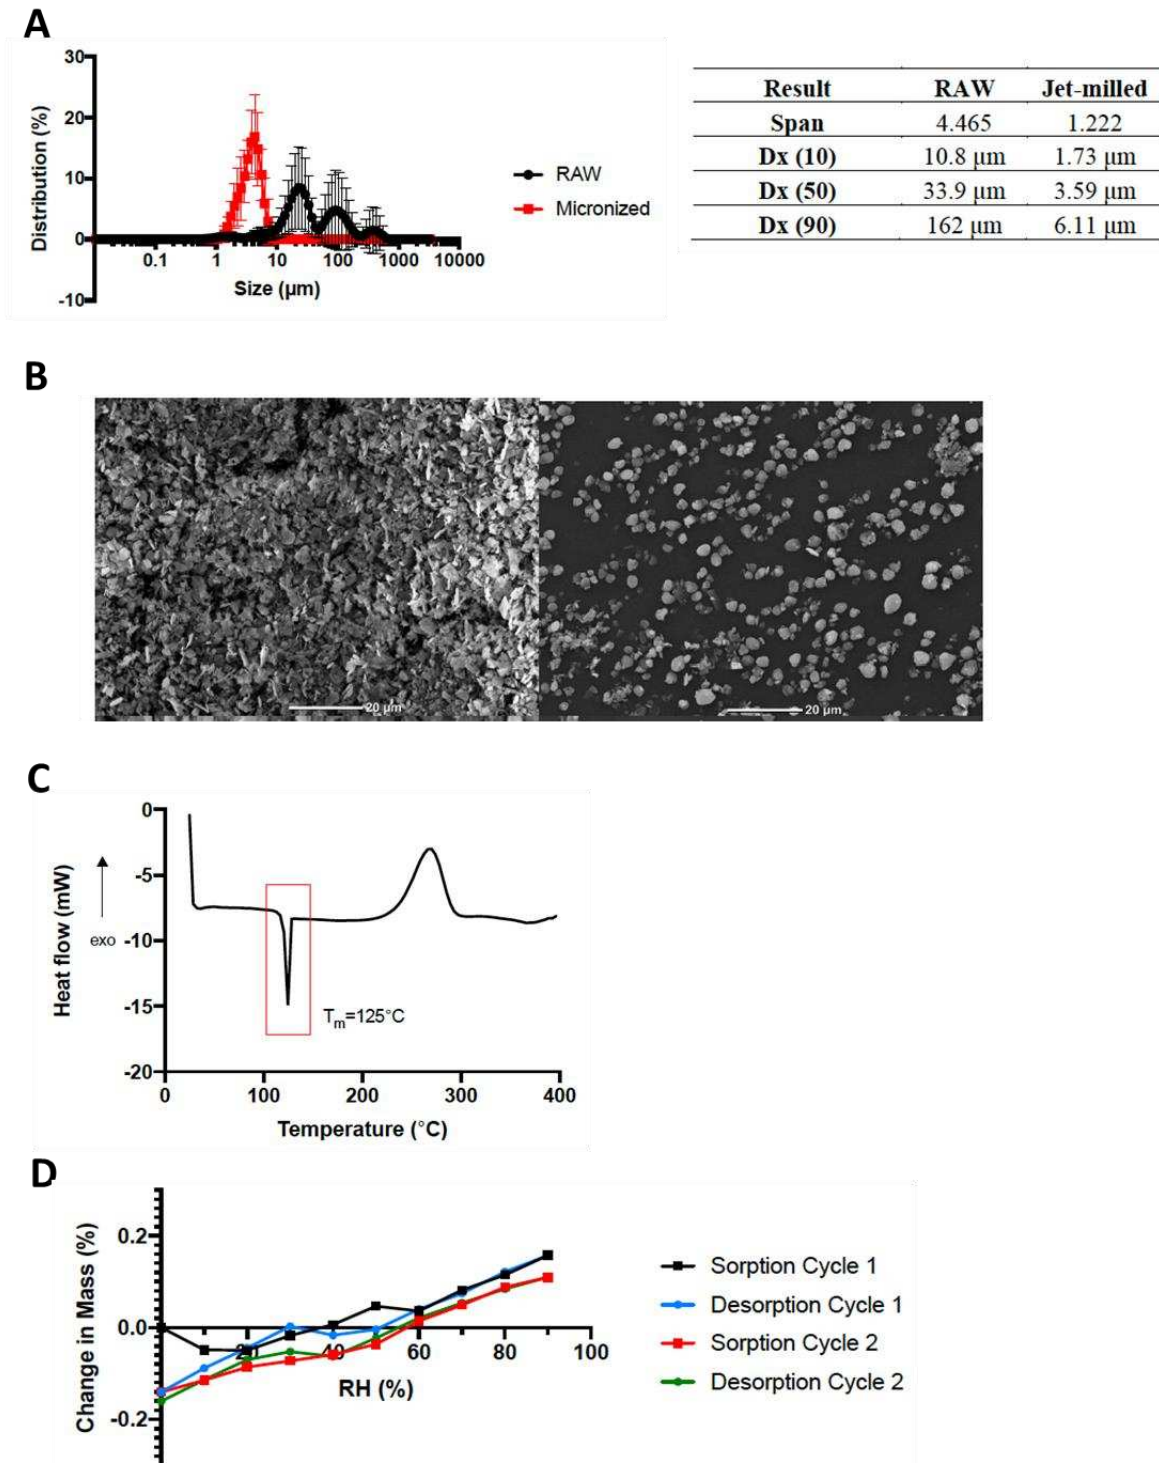 A
30
20
10
0
-10
Distribution (%)
0.1 1 10 100 1000 10000
Size (µm)
RAW
Micronized
Result RAW Jet-milled
Span 4.465 1.222
Dx (10) 10.8 µm 1.73 µm
Dx (50) 33.9 µm 3.59 µm
Dx (90) 162 µm 6.11 µm
B
20 µm
20 µm
C
0
-5
-10
-15
-20
Heat flow (mW)
exo
Tm=125°C
0 100 200 300 400
Temperature (°C)
D
0.2
0.0
-0.2
Change in Mass (%)
20 40 60 80 100
RH (%)
Sorption Cycle 1
Desorption Cycle 1
Sorption Cycle 2
Desorption Cycle 2